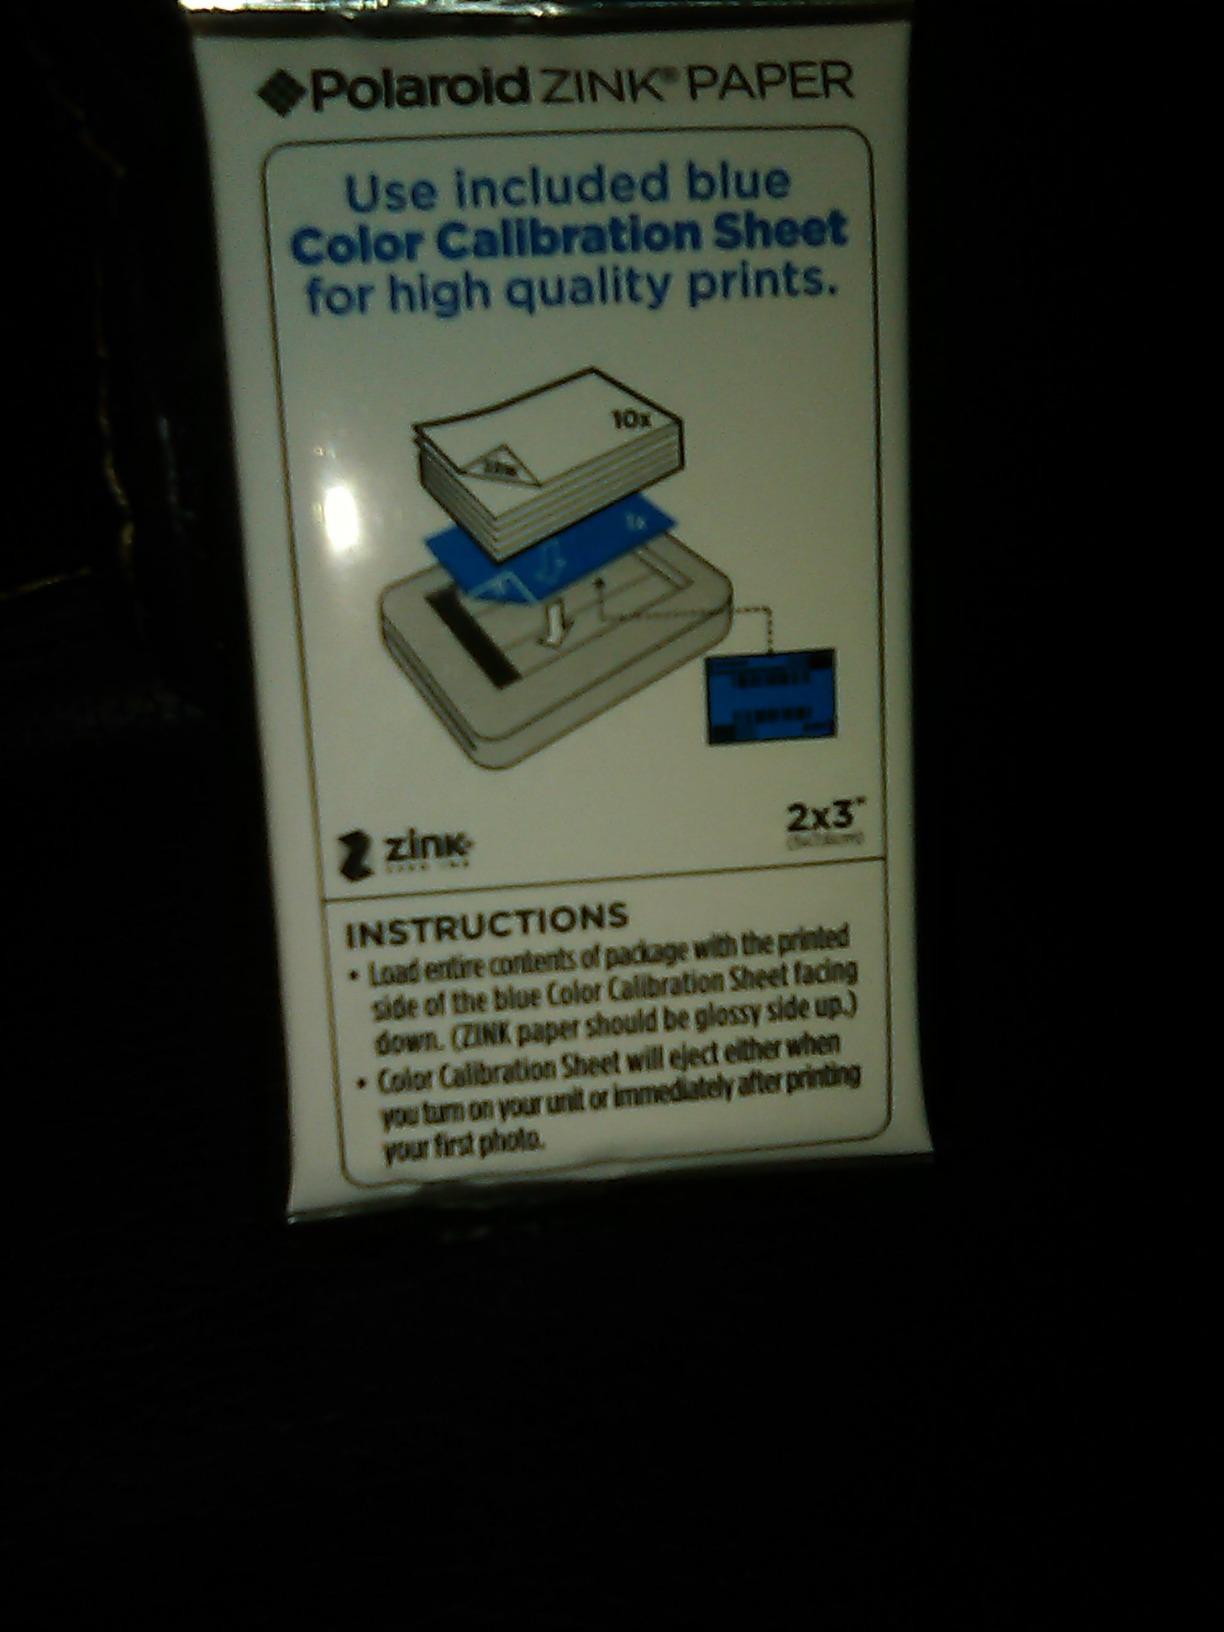 Polaroid ZINK® PAPER
Use included blue
Color Calibration Sheet
for high quality prints.
10x
1x
zink
2x3"
INSTRUCTIONS
• Load entire contents of package with the printed
side of the blue Color Calibration Sheet facing
down. (ZINK paper should be glossy side up.)
• Color Calibration Sheet will eject either when
you turn on your unit or immediately after printing
your first photo.